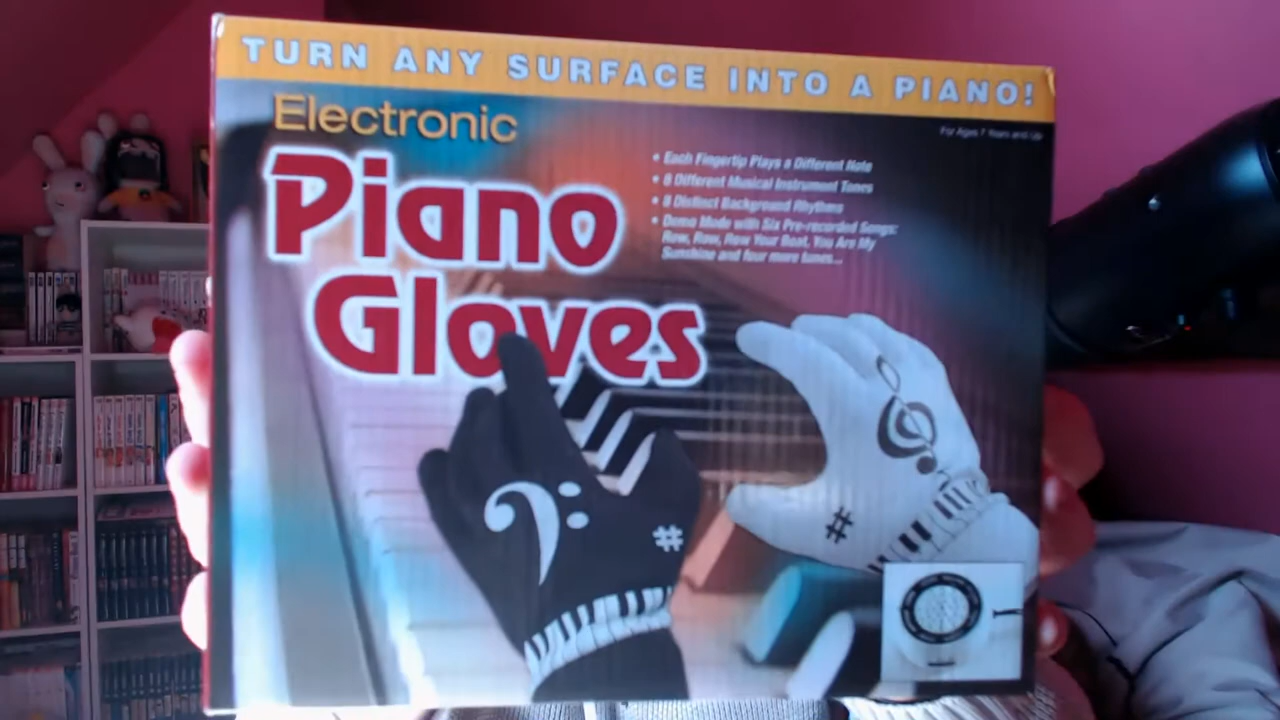 TURN ANY SURFACE INTO A PIANO!
Electronic
For Ages 7 Years and Up
Piano
Gloves
• Each Fingertip Plays a Different Note
• 8 Different Musical Instrument Tones
• 8 Distinct Background Rhythms
• Demo Mode with Six Pre-recorded Songs:
Row, Row, Row Your Boat, You Are My
Sunshine and four more tunes...